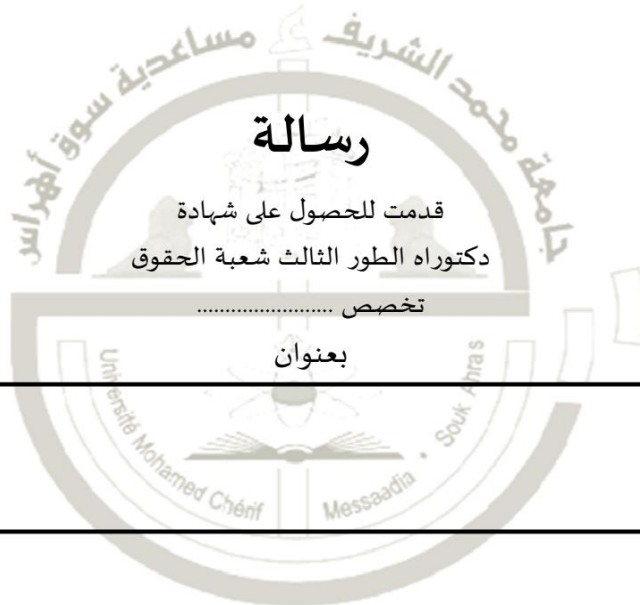 جامعة محمد الشريف مساعدية سوق أهراس
رسالة
قدمت للحصول على شهادة
دكتوراه الطور الثالث شعبة الحقوق
تخصص .......................
بعنوان
Université Mohamed Chérif Messaadia • Souk Ahras